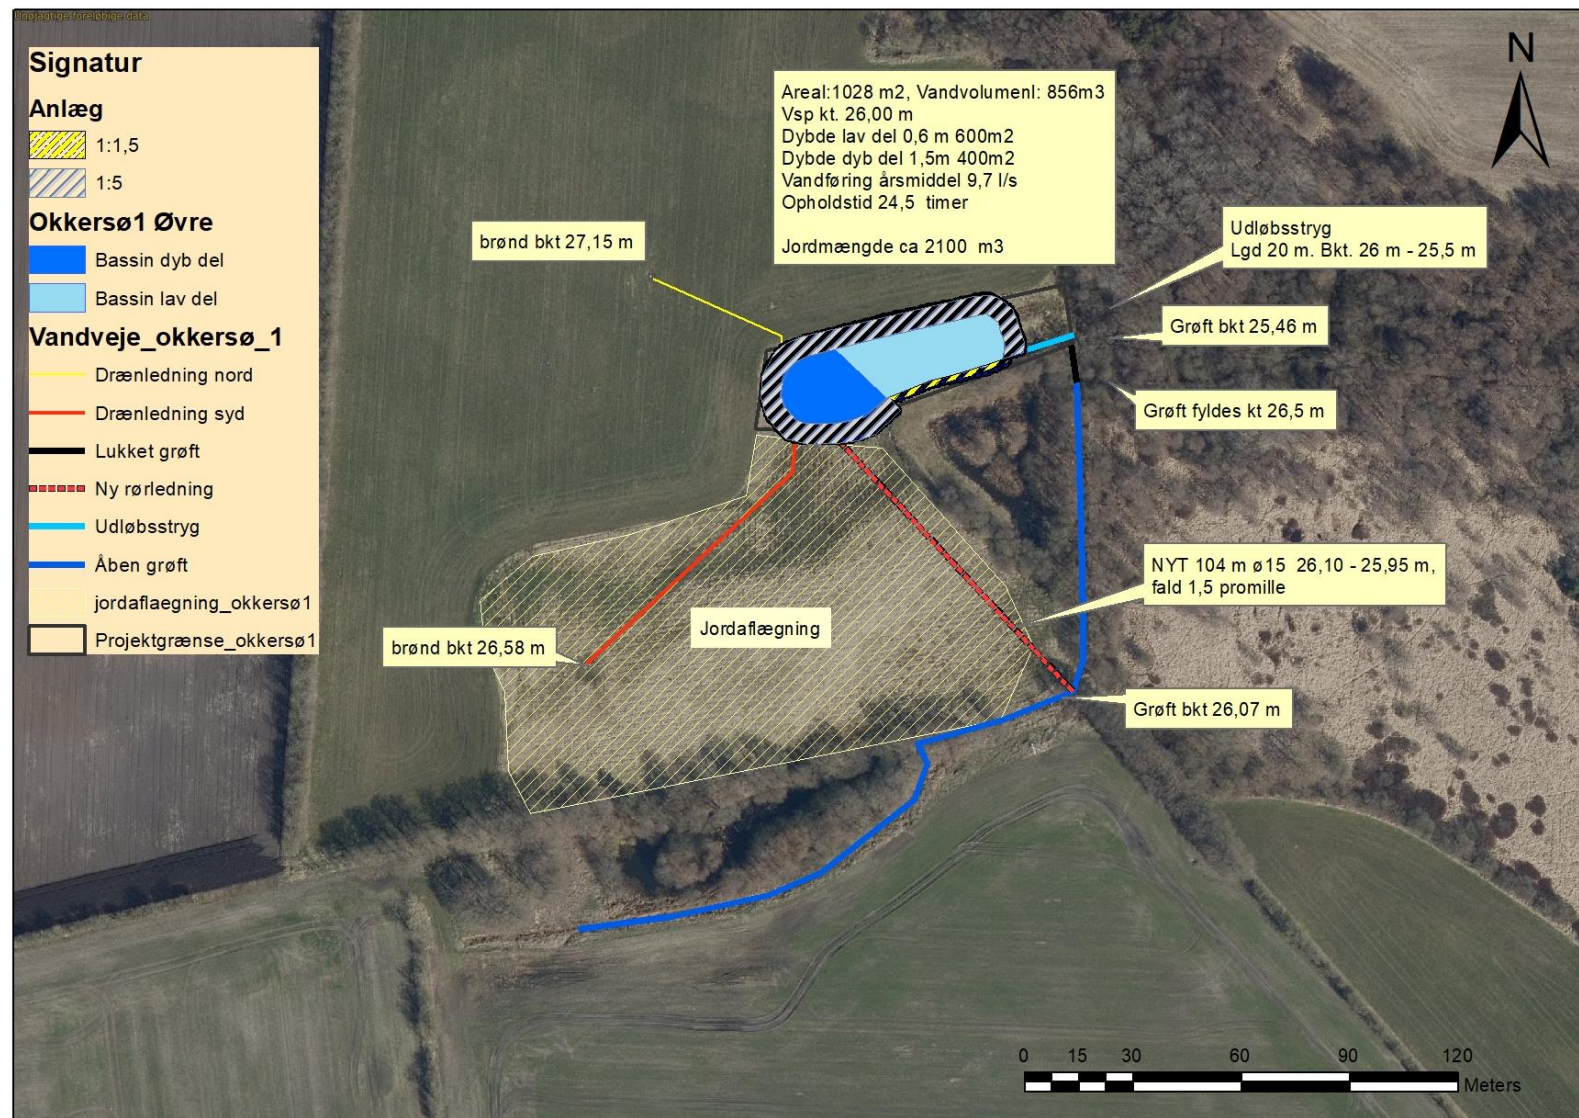 Unøjagtige foreløbige data
Signatur
Anlæg
1:1,5
1:5
Okkersø1 Øvre
Bassin dyb del
Bassin lav del
Vandveje_okkersø_1
Drænledning nord
Drænledning syd
Lukket grøft
Ny rørledning
Udløbsstryg
Åben grøft
jordaflaegning_okkersø1
Projektgrænse_okkersø1
N
Areal:1028 m2, Vandvolumenl: 856m3
Vsp kt. 26,00 m
Dybde lav del 0,6 m 600m2
Dybde dyb del 1,5m 400m2
Vandføring årsmiddel 9,7 l/s
Opholdstid 24,5 timer
Jordmængde ca 2100 m3
brønd bkt 27,15 m
Udløbsstryg
Lgd 20 m. Bkt. 26 m - 25,5 m
Grøft bkt 25,46 m
Grøft fyldes kt 26,5 m
NYT 104 m ø15 26,10 - 25,95 m,
fald 1,5 promille
Jordaflægning
brønd bkt 26,58 m
Grøft bkt 26,07 m
0 15 30 60 90 120
Meters